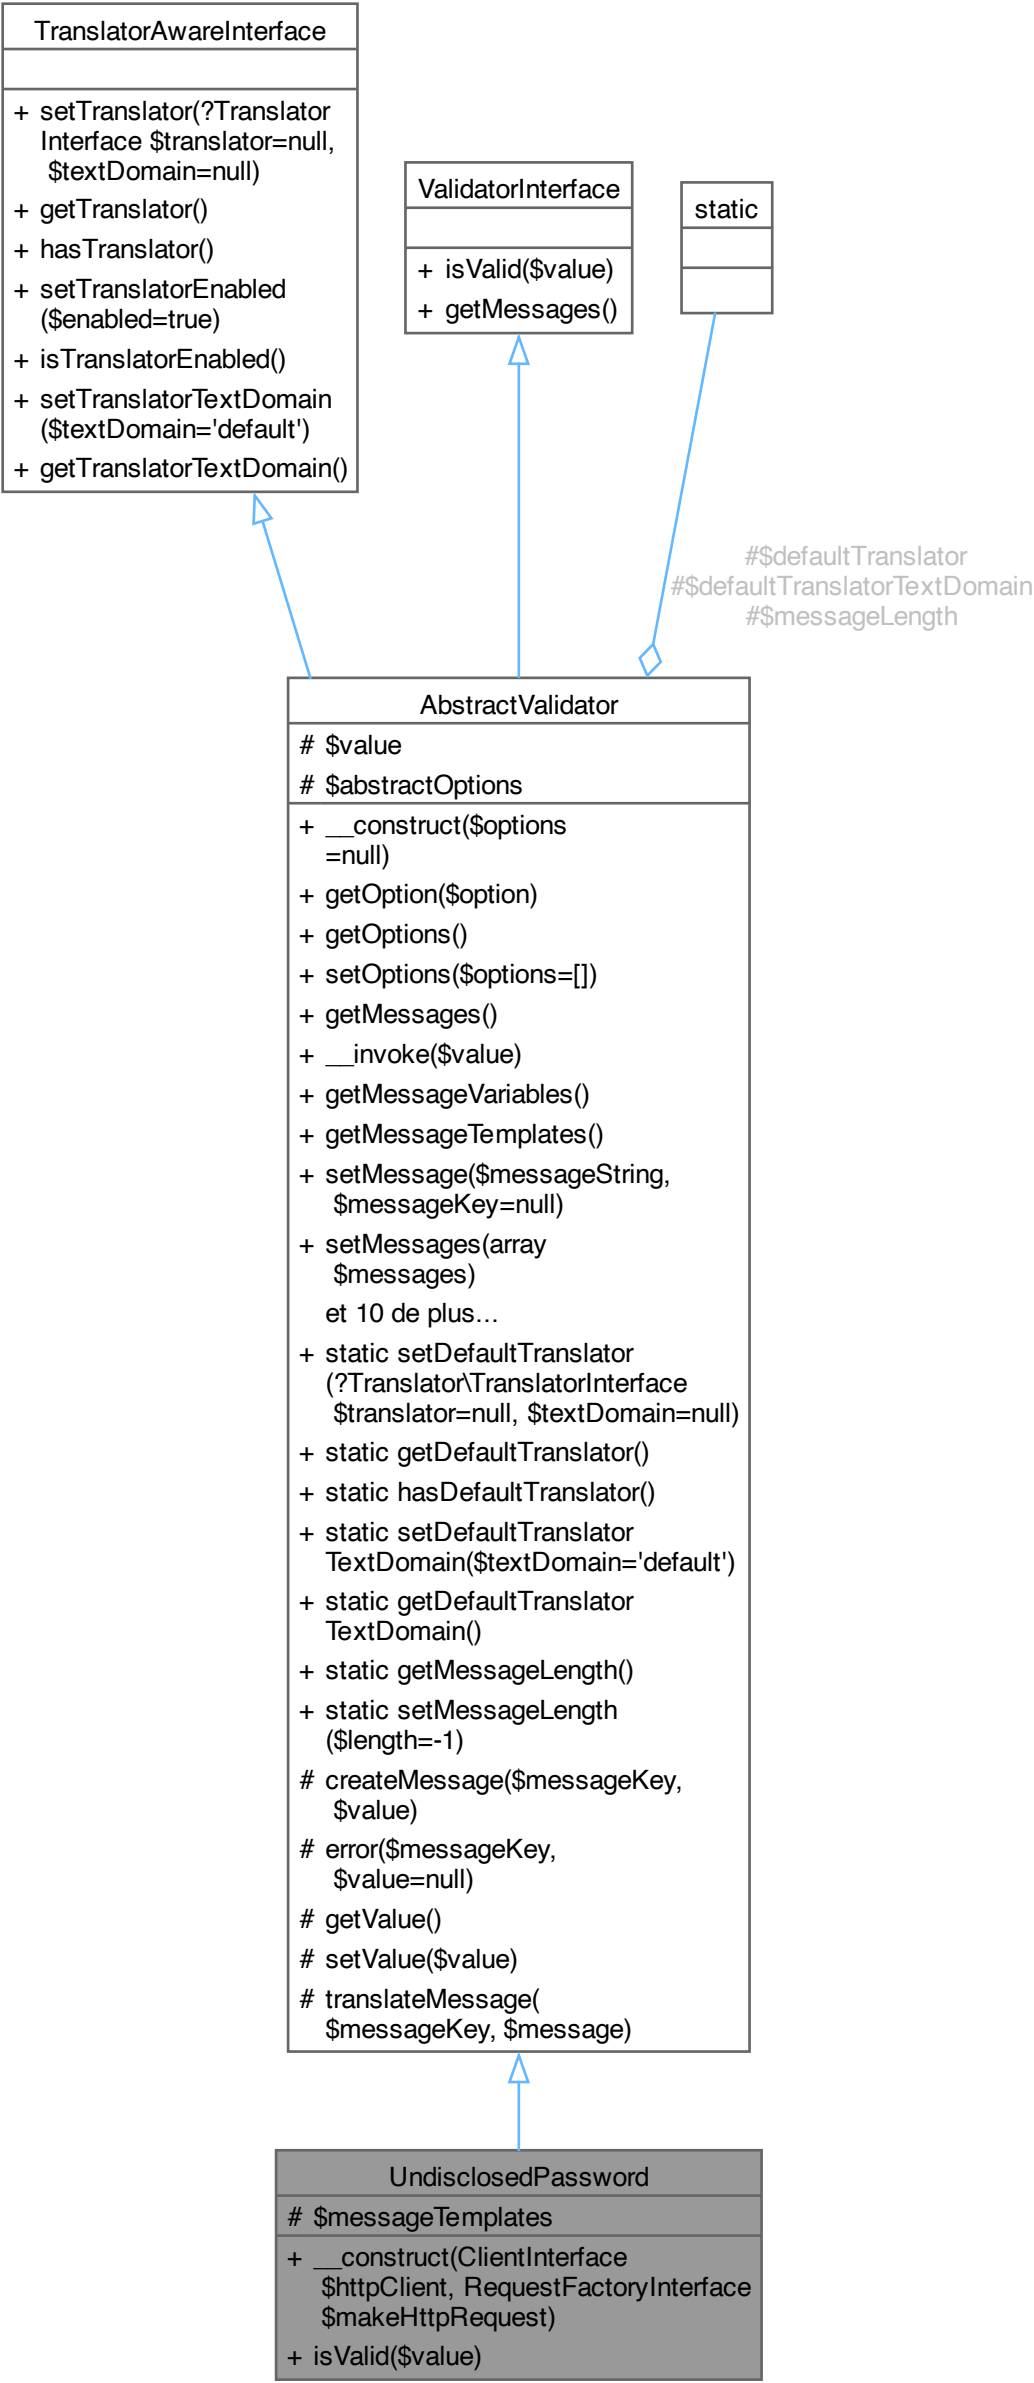 TranslatorAwareInterface
+ setTranslator(?Translator
Interface $translator=null,
$textDomain=null)
+ getTranslator()
+ hasTranslator()
+ setTranslatorEnabled
($enabled=true)
+ isTranslatorEnabled()
+ setTranslatorTextDomain
($textDomain='default')
+ getTranslatorTextDomain()
ValidatorInterface
+ isValid($value)
+ getMessages()
static
#$defaultTranslator
#$defaultTranslatorTextDomain
#$messageLength
AbstractValidator
# $value
# $abstractOptions
+ __construct($options
=null)
+ getOption($option)
+ getOptions()
+ setOptions($options=[])
+ getMessages()
+ __invoke($value)
+ getMessageVariables()
+ getMessageTemplates()
+ setMessage($messageString,
$messageKey=null)
+ setMessages(array
$messages)
et 10 de plus...
+ static setDefaultTranslator
(?Translator\TranslatorInterface
$translator=null, $textDomain=null)
+ static getDefaultTranslator()
+ static hasDefaultTranslator()
+ static setDefaultTranslator
TextDomain($textDomain='default')
+ static getDefaultTranslator
TextDomain()
+ static getMessageLength()
+ static setMessageLength
($length=-1)
# createMessage($messageKey,
$value)
# error($messageKey,
$value=null)
# getValue()
# setValue($value)
# translateMessage(
$messageKey, $message)
UndisclosedPassword
# $messageTemplates
+ __construct(ClientInterface
$httpClient, RequestFactoryInterface
$makeHttpRequest)
+ isValid($value)